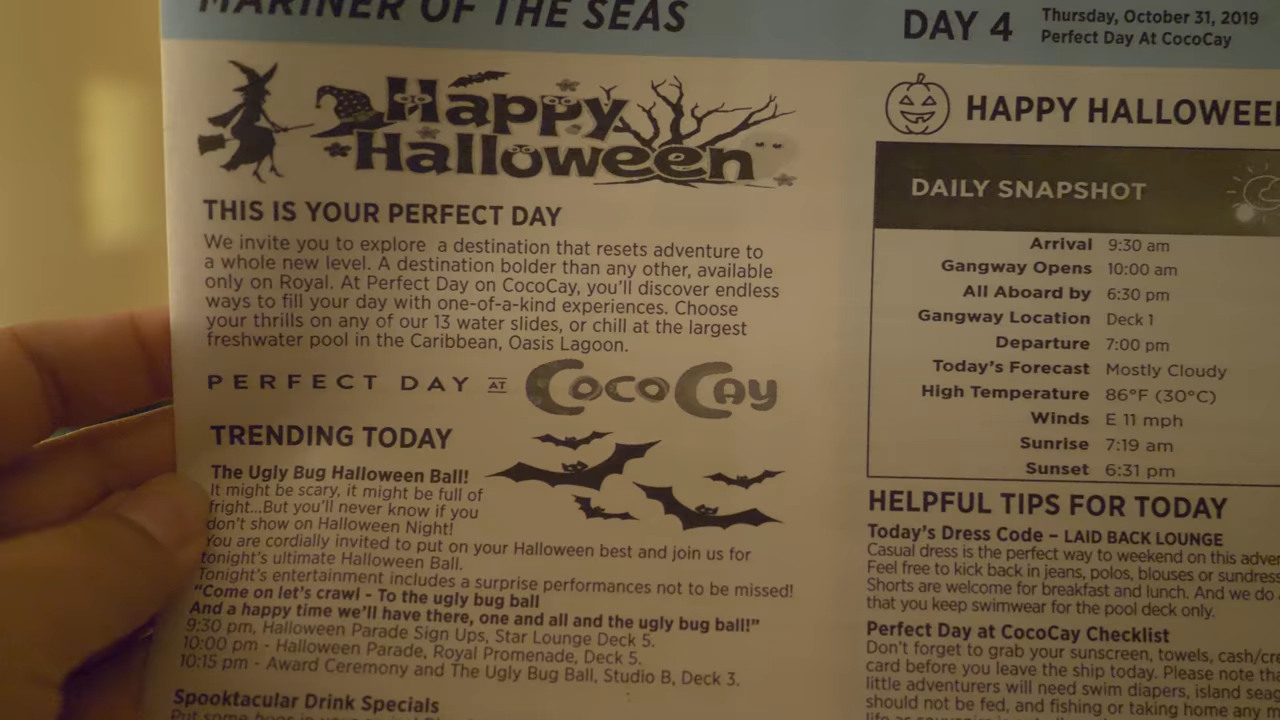 MARINER OF THE SEAS
DAY 4
Thursday, October 31, 2019
Perfect Day At CocoCay
Happy
Halloween
THIS IS YOUR PERFECT DAY
We invite you to explore a destination that resets adventure to
a whole new level. A destination bolder than any other, available
only on Royal. At Perfect Day on CocoCay, you'll discover endless
ways to fill your day with one-of-a-kind experiences. Choose
your thrills on any of our 13 water slides, or chill at the largest
freshwater pool in the Caribbean, Oasis Lagoon.
PERFECT DAY AT COCOCAY
TRENDING TODAY
The Ugly Bug Halloween Ball!
It might be scary, it might be full of
fright...But you'll never know if you
don't show on Halloween Night!
You are cordially invited to put on your Halloween best and join us for
tonight's ultimate Halloween Ball.
Tonight's entertainment includes a surprise performances not to be missed!
"Come on let's crawl - To the ugly bug ball
And a happy time we'll have there, one and all and the ugly bug ball!"
9:30 pm, Halloween Parade Sign Ups, Star Lounge Deck 5.
10:00 pm - Halloween Parade, Royal Promenade, Deck 5.
10:15 pm - Award Ceremony and The Ugly Bug Ball, Studio B, Deck 3.
Spooktacular Drink Specials
HAPPY HALLOWEE
DAILY SNAPSHOT
Arrival 9:30 am
Gangway Opens 10:00 am
All Aboard by 6:30 pm
Gangway Location Deck 1
Departure 7:00 pm
Today's Forecast Mostly Cloudy
High Temperature 86°F (30°C)
Winds E 11 mph
Sunrise 7:19 am
Sunset 6:31 pm
HELPFUL TIPS FOR TODAY
Today's Dress Code – LAID BACK LOUNGE
Casual dress is the perfect way to weekend on this adve
Feel free to kick back in jeans, polos, blouses or sundress
Shorts are welcome for breakfast and lunch. And we do
that you keep swimwear for the pool deck only.
Perfect Day at CocoCay Checklist
Don't forget to grab your sunscreen, towels, cash/cre
card before you leave the ship today. Please note tha
little adventurers will need swim diapers, island seag
should not be fed, and fishing or taking home any m